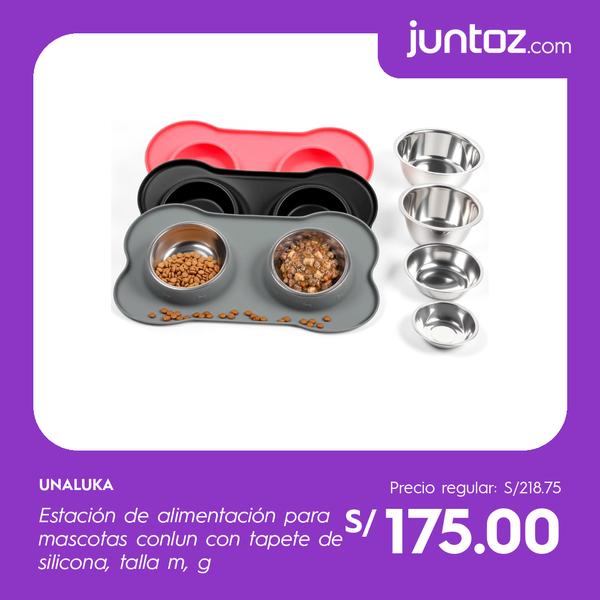 juntoz.com
UNALUKA
Estación de alimentación para
mascotas conlun con tapete de
silicona, talla m, g
Precio regular: S/218.75
S/ 175.00